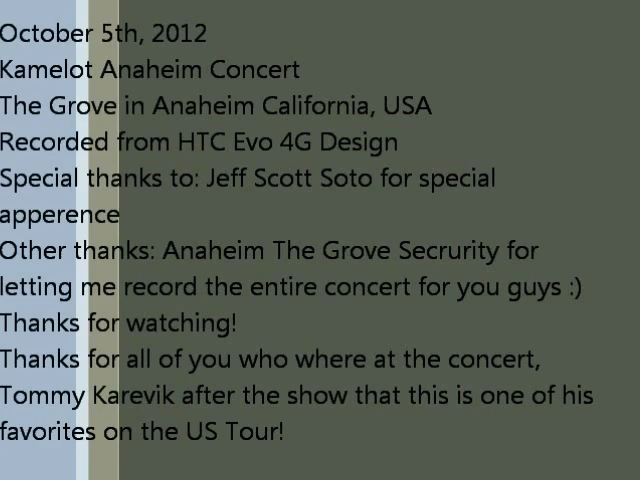 October 5th, 2012
Kamelot Anaheim Concert
The Grove in Anaheim California, USA
Recorded from HTC Evo 4G Design
Special thanks to: Jeff Scott Soto for special
apperence
Other thanks: Anaheim The Grove Secrurity for
letting me record the entire concert for you guys :)
Thanks for watching!
Thanks for all of you who where at the concert,
Tommy Karevik after the show that this is one of his
favorites on the US Tour!